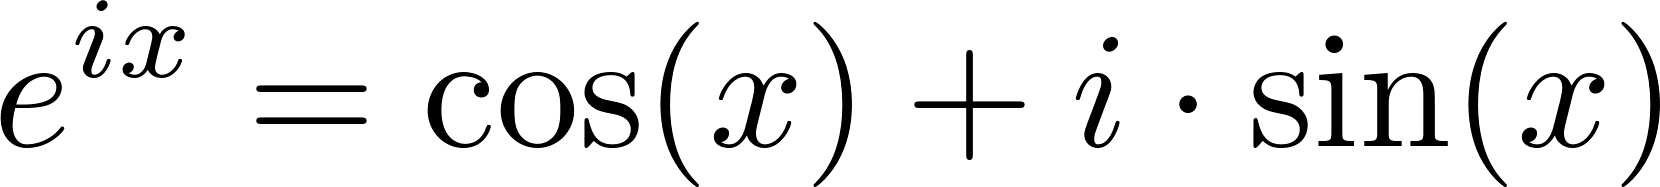 e^{ix} = cos(x) + i · sin(x)